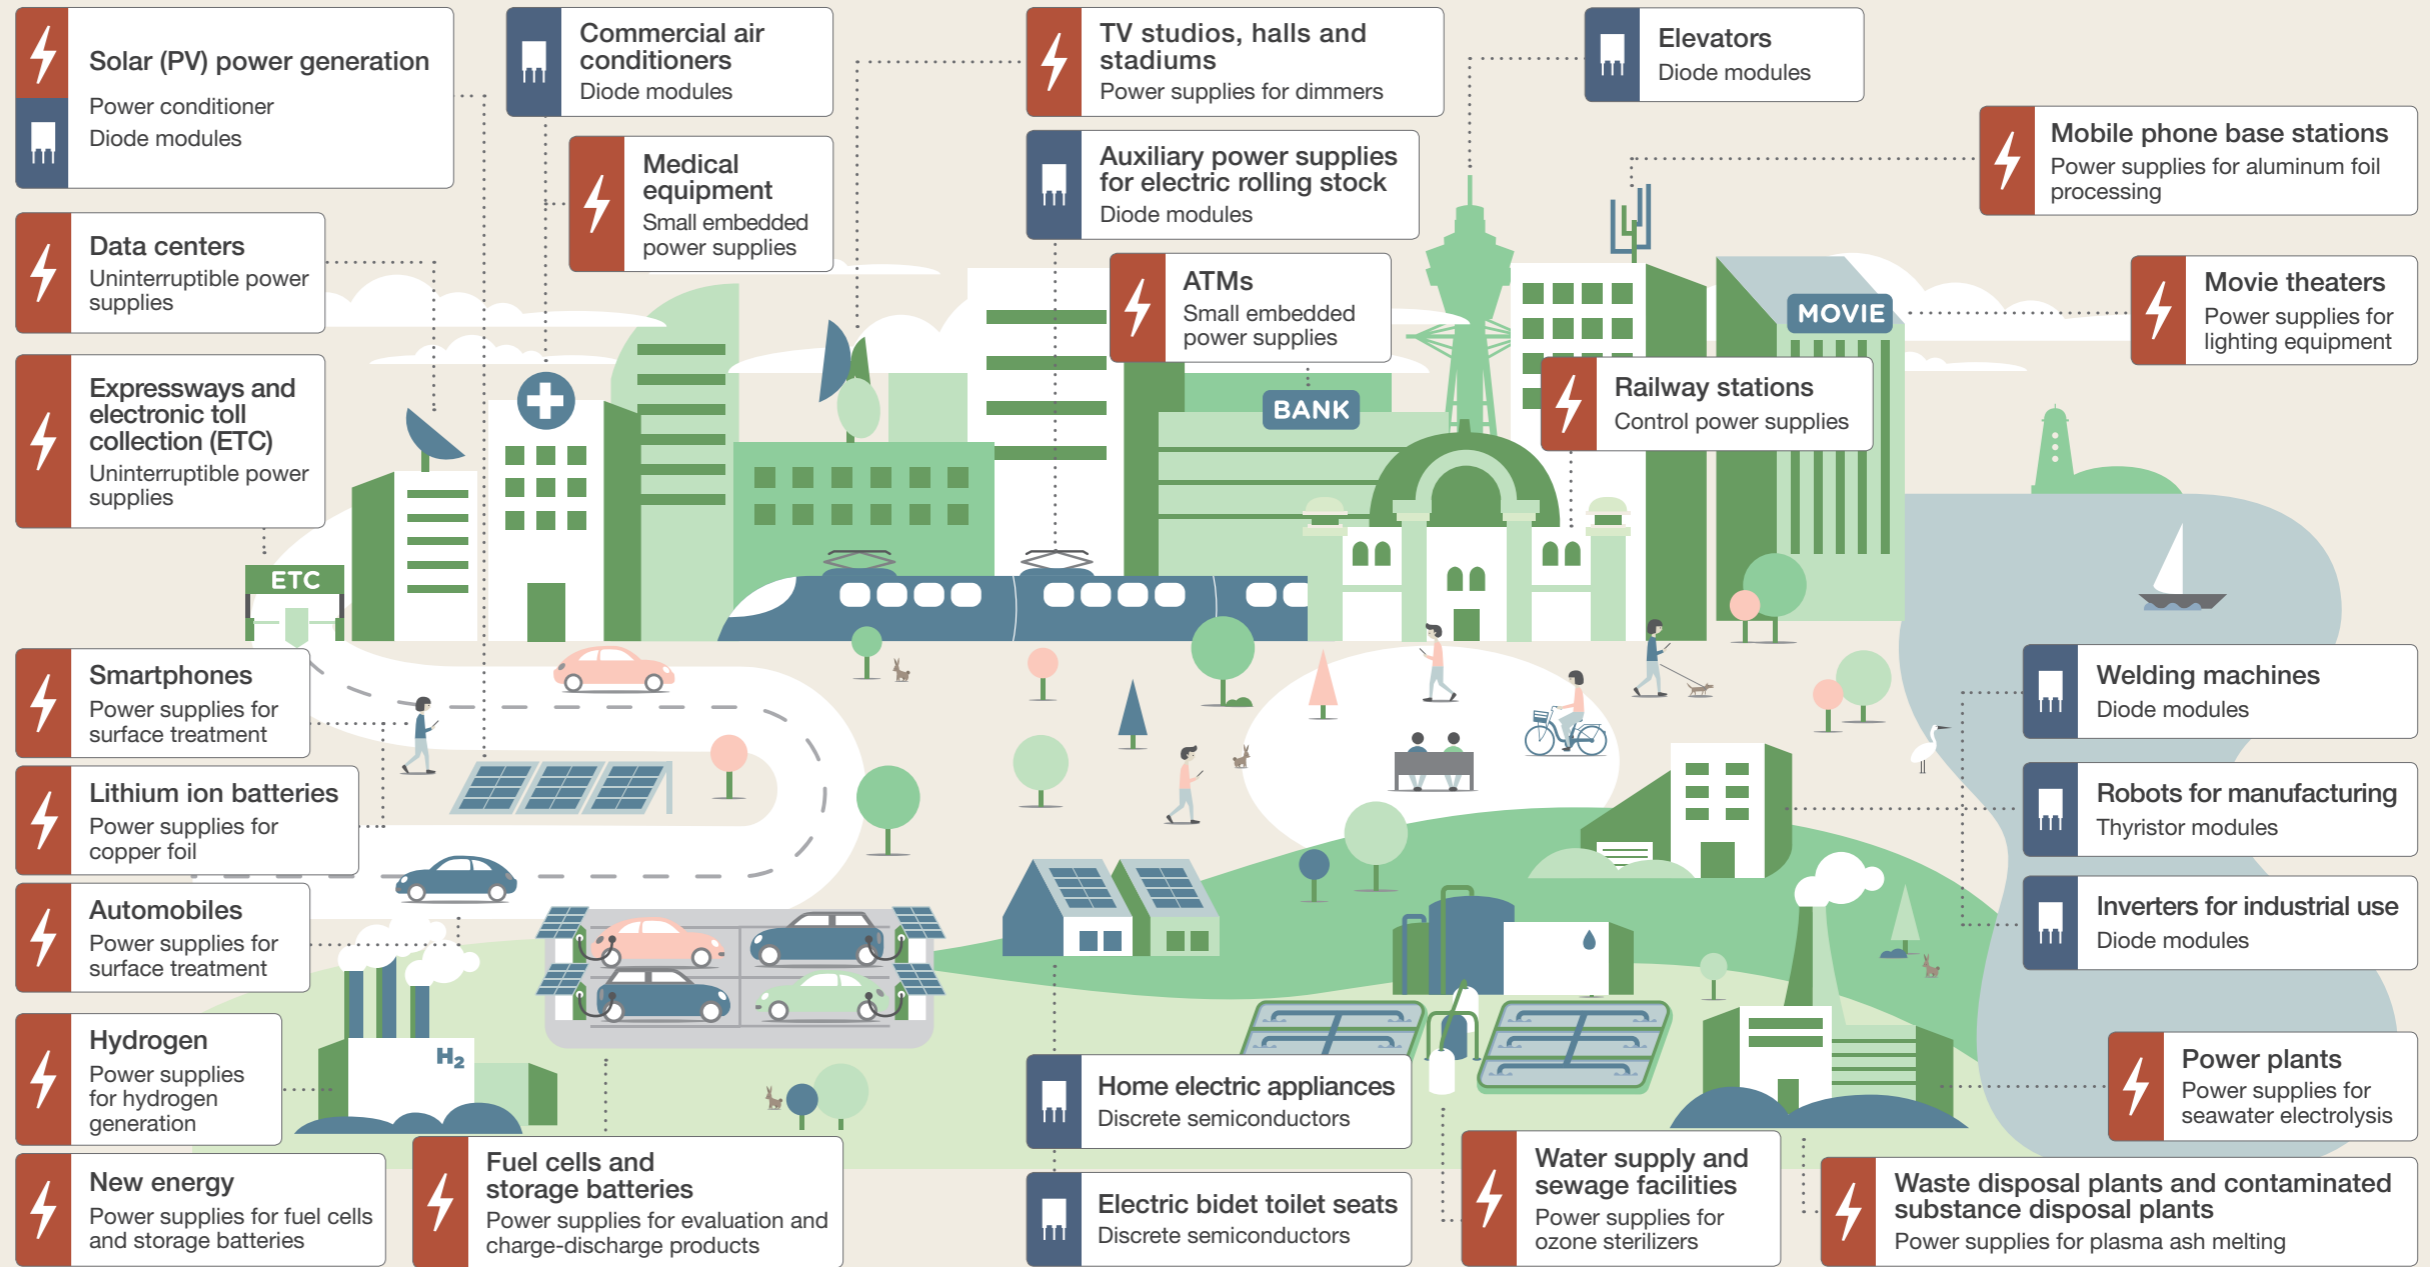 Solar (PV) power generation
Power conditioner
Diode modules
Commercial air
conditioners
Diode modules
TV studios, halls and
stadiums
Power supplies for dimmers
Elevators
Diode modules
Medical
equipment
Small embedded
power supplies
Auxiliary power supplies
for electric rolling stock
Diode modules
Mobile phone base stations
Power supplies for aluminum foil
processing
Data centers
Uninterruptible power
supplies
ATMs
Small embedded
power supplies
Movie theaters
Power supplies for
lighting equipment
MOVIE
Expressways and
electronic toll
collection (ETC)
Uninterruptible power
supplies
BANK
Railway stations
Control power supplies
ETC
Smartphones
Power supplies for
surface treatment
Welding machines
Diode modules
Lithium ion batteries
Power supplies for
copper foil
Robots for manufacturing
Thyristor modules
Automobiles
Power supplies for
surface treatment
Inverters for industrial use
Diode modules
Hydrogen
Power supplies
for hydrogen
generation
H2
Home electric appliances
Discrete semiconductors
Power plants
Power supplies for
seawater electrolysis
New energy
Power supplies for fuel cells
and storage batteries
Fuel cells and
storage batteries
Power supplies for evaluation and
charge-discharge products
Electric bidet toilet seats
Discrete semiconductors
Water supply and
sewage facilities
Power supplies for
ozone sterilizers
Waste disposal plants and contaminated
substance disposal plants
Power supplies for plasma ash melting